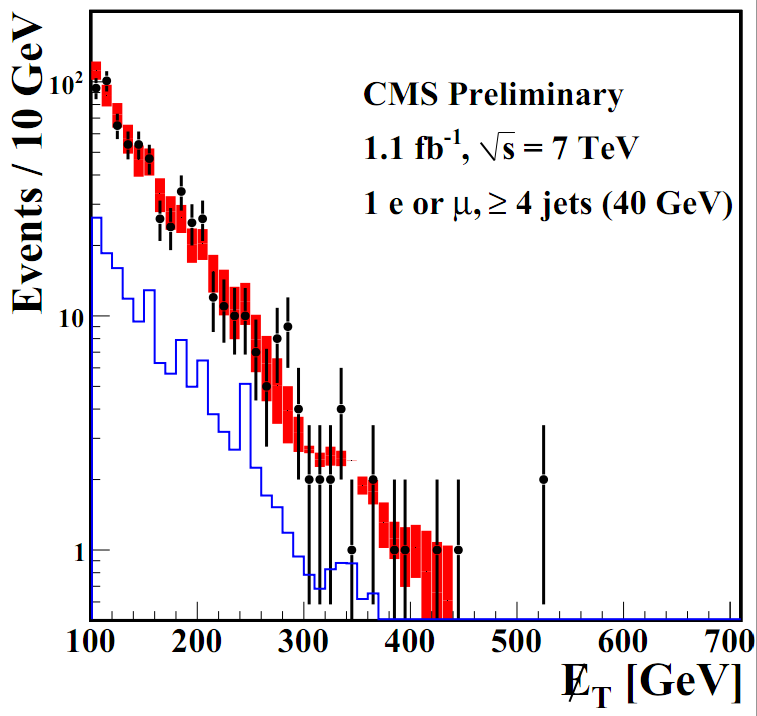 Events / 10 GeV
10²
10
1
CMS Preliminary
1.1 fb⁻¹, √s = 7 TeV
1 e or μ, ≥ 4 jets (40 GeV)
100 200 300 400 500 600 700
E̸_T [GeV]